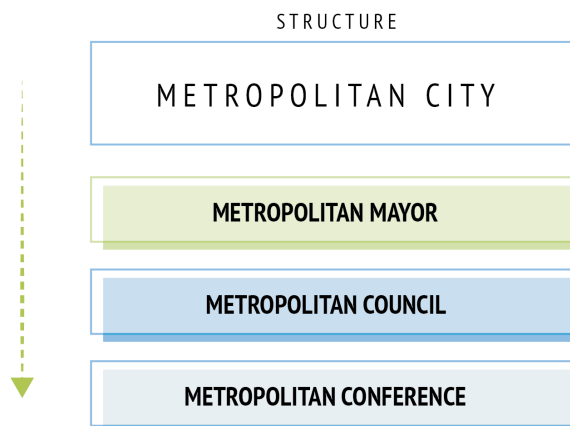 STRUCTURE
METROPOLITAN CITY
METROPOLITAN MAYOR
METROPOLITAN COUNCIL
METROPOLITAN CONFERENCE